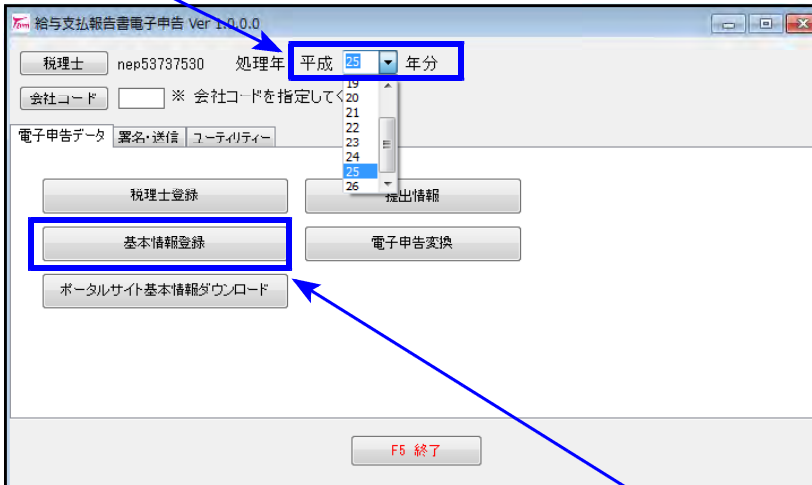 Tom 給与支払報告書電子申告 Ver 1.0.0.0
税理士 nep53737530 処理年 平成 25 年分
会社コード ※ 会社コードを指定してく
19
20
21
22
23
24
25
26
電子申告データ 署名・送信 ユーティリティー
税理士登録 提出情報
基本情報登録 電子申告変換
ポータルサイト基本情報ダウンロード
F5 終了